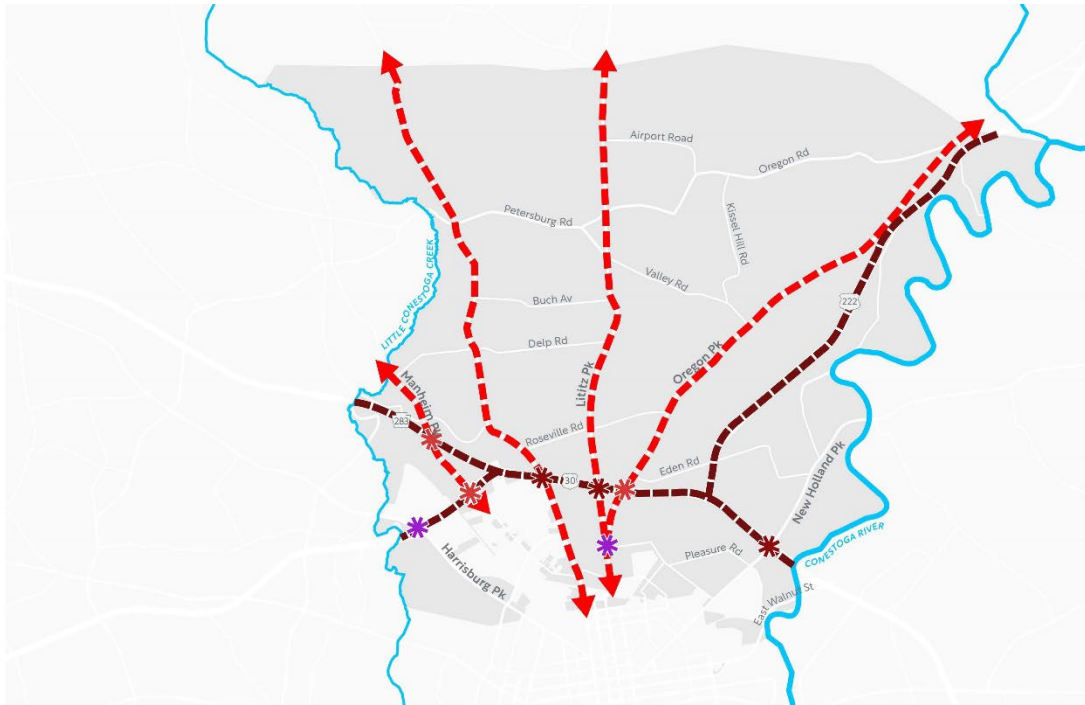 Airport Road
Oregon Rd
Petersburg Rd
Kissel Hill Rd
LITTLE CONESTOGA CREEK
Valley Rd
Buch Av
222
Delp Rd
Oregon Pk
Lititz Pk
Manheim Pk
283
Roseville Rd
Eden Rd
30
New Holland Pk
Harrisburg Pk
Pleasure Rd
CONESTOGA RIVER
East Walnut St